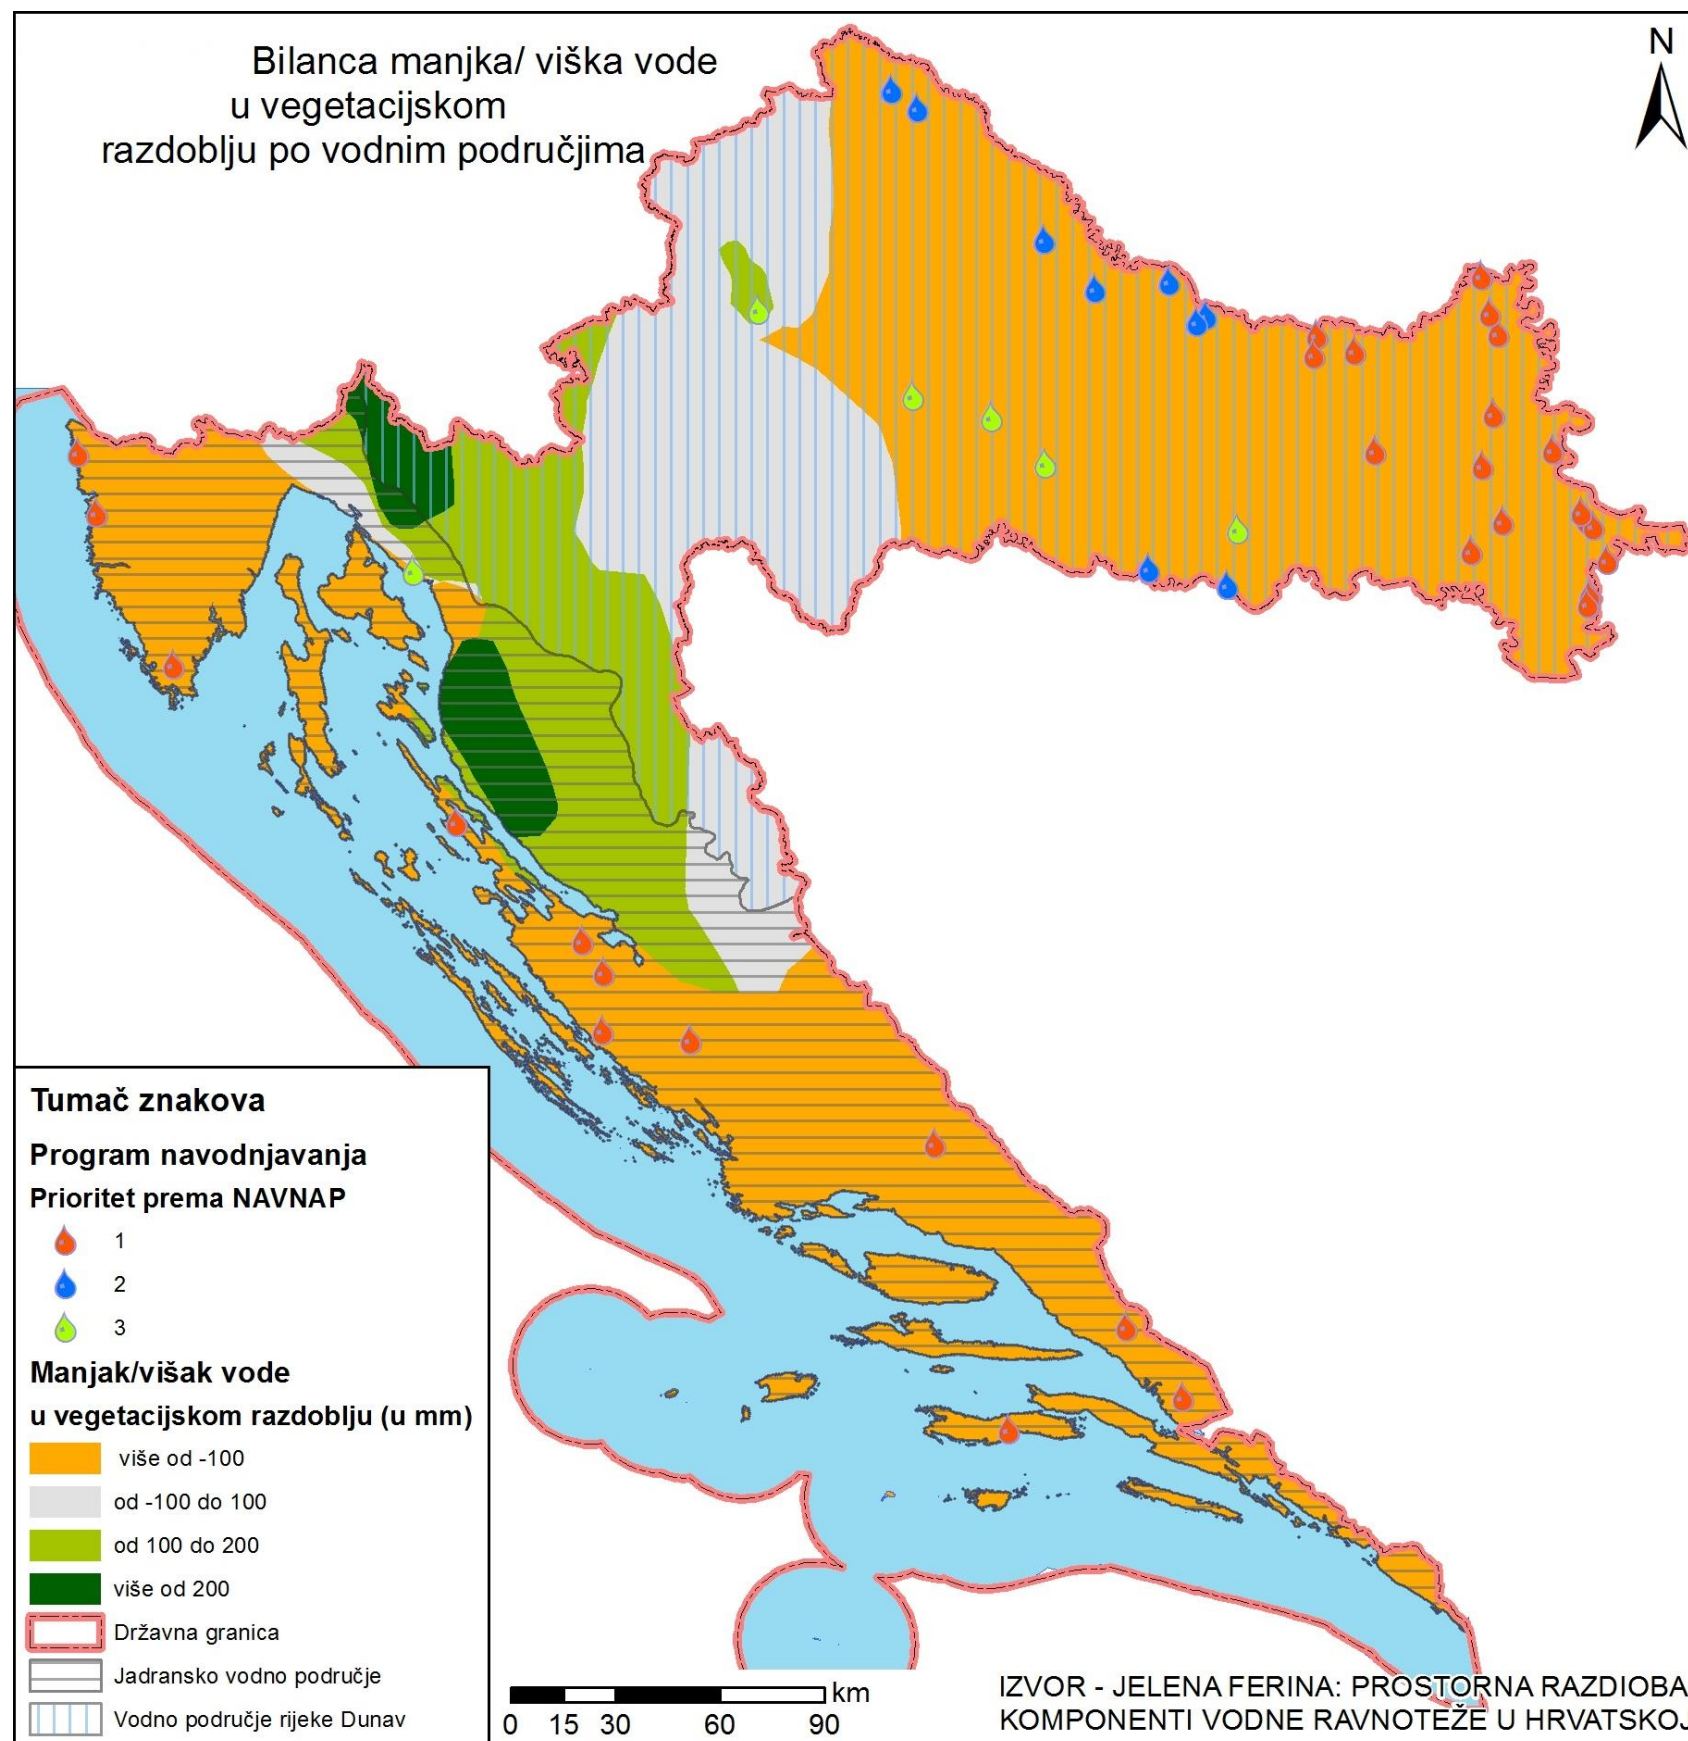 Bilanca manjka/ viška vode
u vegetacijskom
razdoblju po vodnim područjima
N
Tumač znakova
Program navodnjavanja
Prioritet prema NAVNAP
1
2
3
Manjak/višak vode
u vegetacijskom razdoblju (u mm)
više od -100
od -100 do 100
od 100 do 200
više od 200
Državna granica
Jadransko vodno područje
Vodno područje rijeke Dunav
km
0 15 30 60 90
IZVOR - JELENA FERINA: PROSTORNA RAZDIOBA
KOMPONENTI VODNE RAVNOTEŽE U HRVATSKOJ